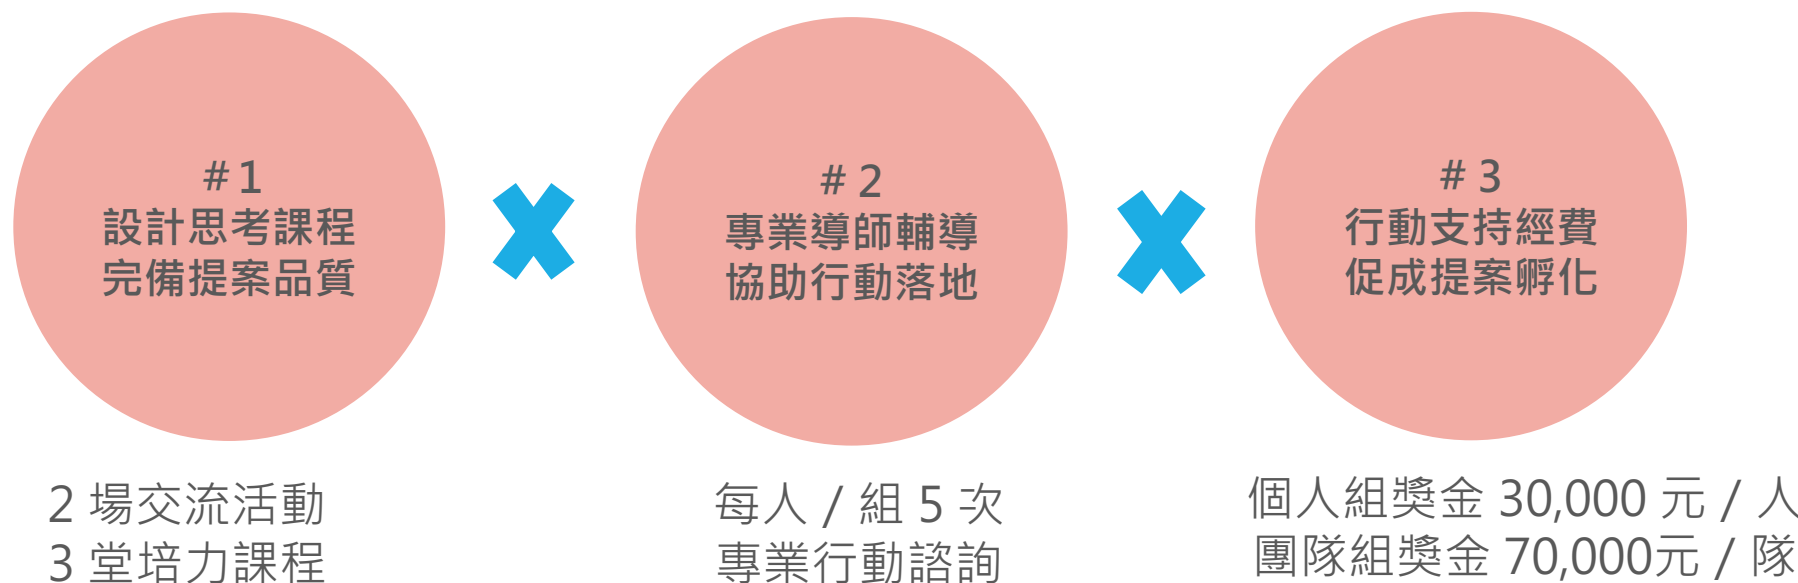 #1
設計思考課程
完備提案品質
2 場交流活動
3 堂培力課程
# 2
專業導師輔導
協助行動落地
每人 / 組 5 次
專業行動諮詢
# 3
行動支持經費
促成提案孵化
個人組獎金 30,000 元 / 人
團隊組獎金 70,000元 / 隊